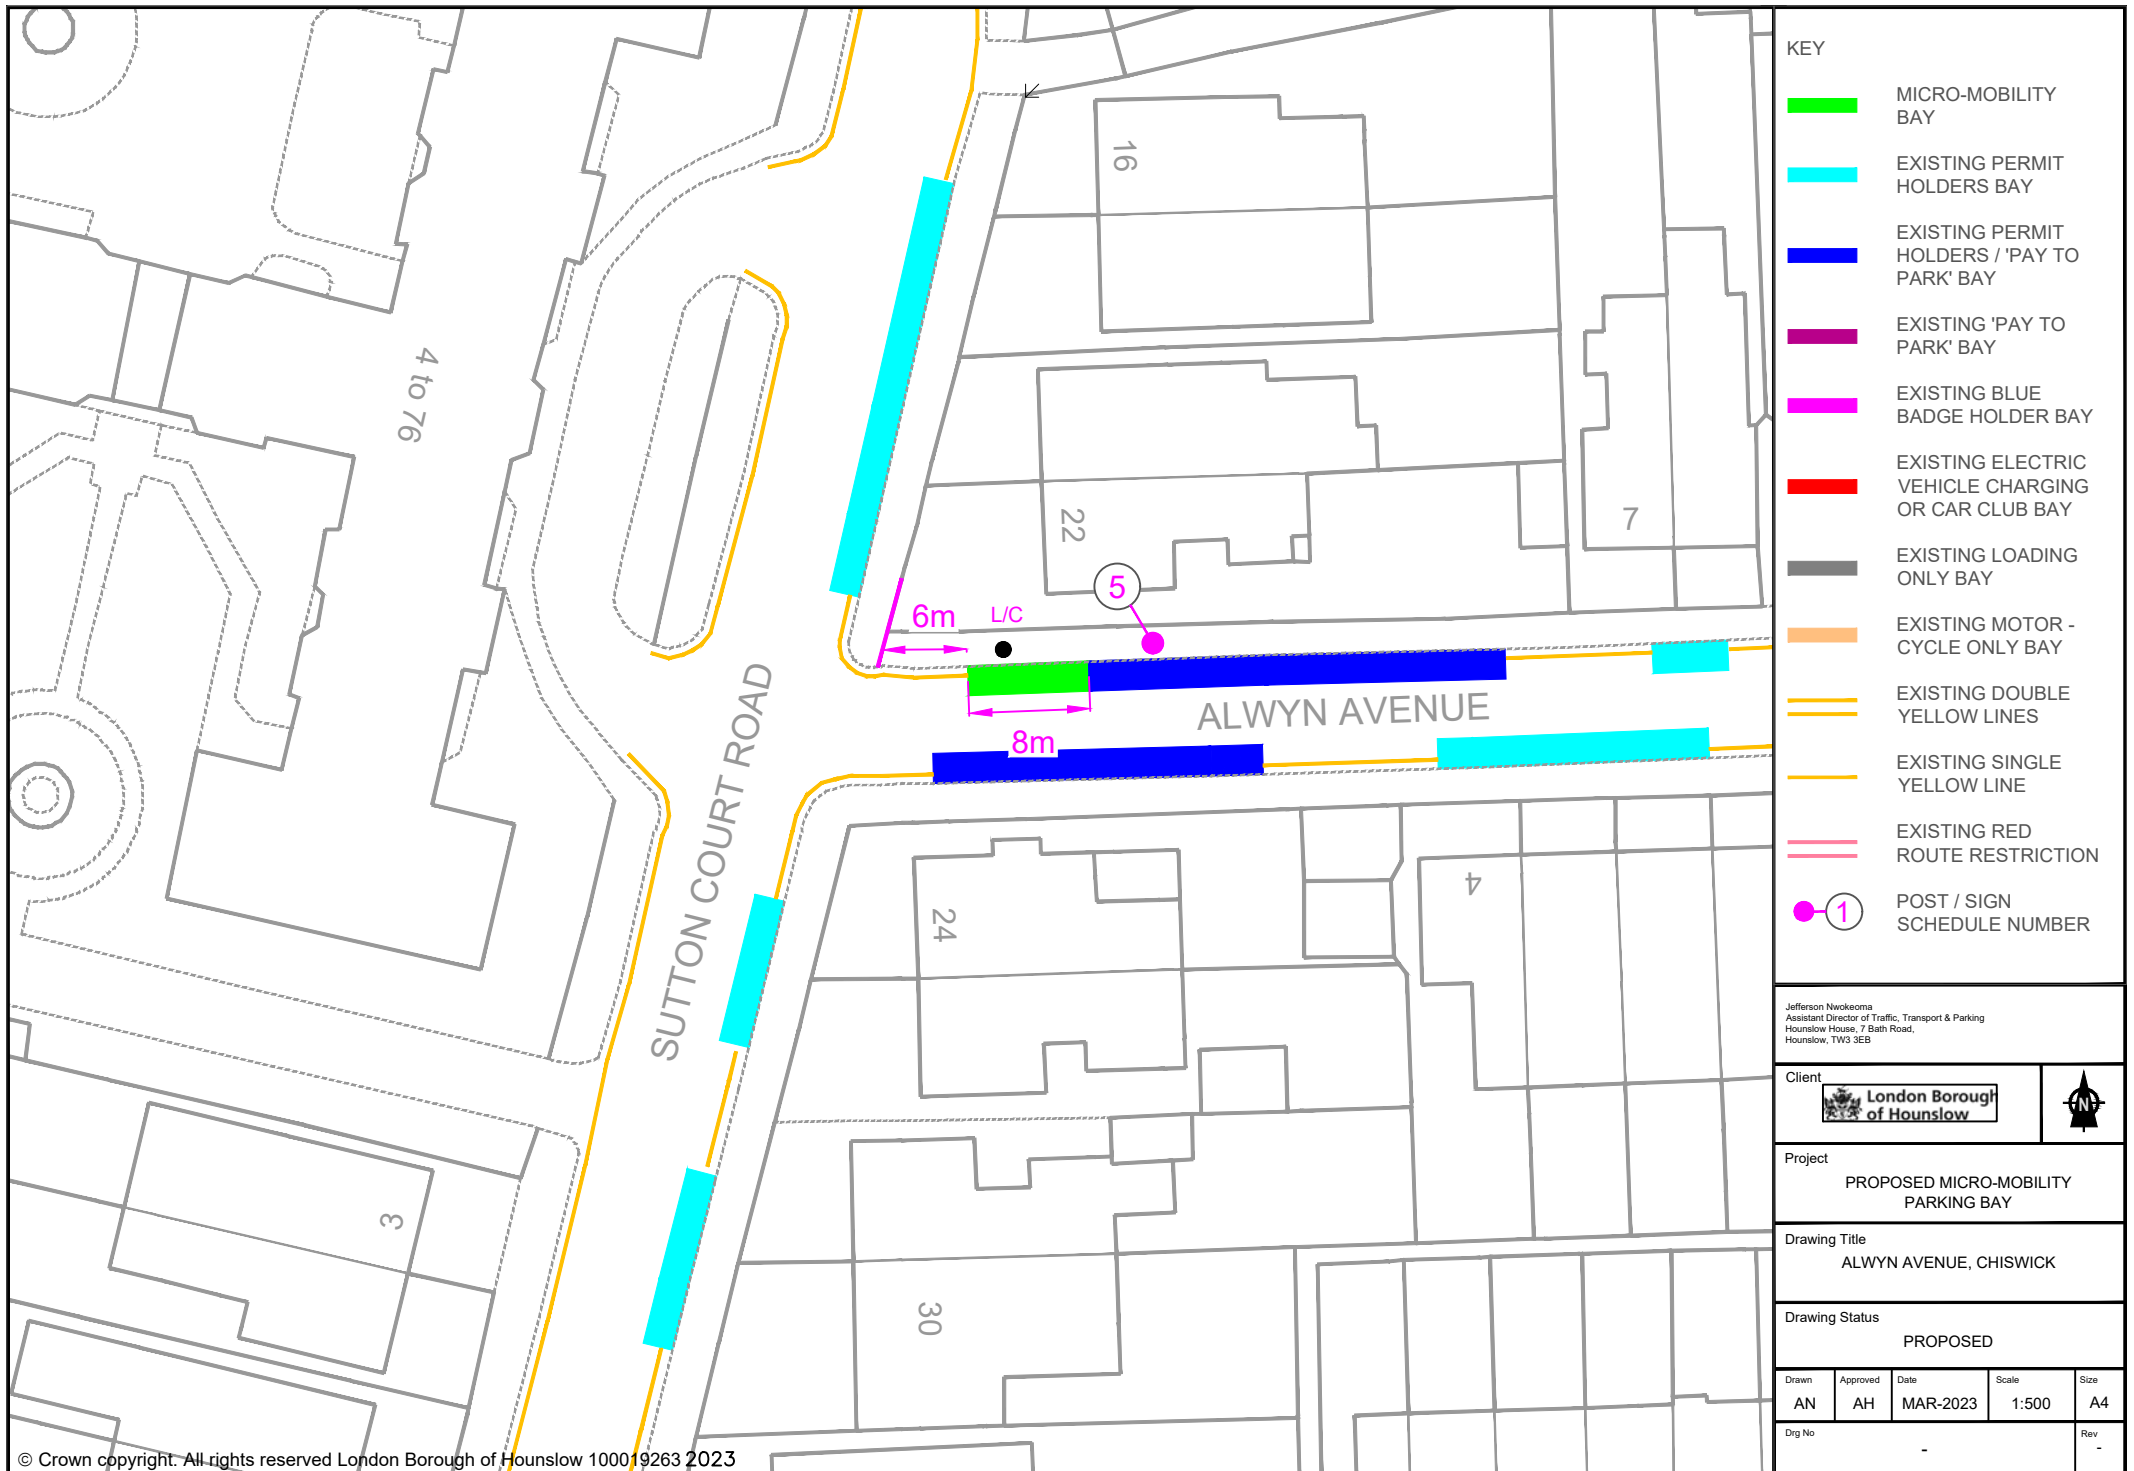 16
4 to 76
22
7
5
6m
L/C
ALWYN AVENUE
8m
SUTTON COURT ROAD
4
24
3
30
© Crown copyright. All rights reserved London Borough of Hounslow 100019263 2023
KEY
MICRO-MOBILITY
BAY
EXISTING PERMIT
HOLDERS BAY
EXISTING PERMIT
HOLDERS / 'PAY TO
PARK' BAY
EXISTING 'PAY TO
PARK' BAY
EXISTING BLUE
BADGE HOLDER BAY
EXISTING ELECTRIC
VEHICLE CHARGING
OR CAR CLUB BAY
EXISTING LOADING
ONLY BAY
EXISTING MOTOR -
CYCLE ONLY BAY
EXISTING DOUBLE
YELLOW LINES
EXISTING SINGLE
YELLOW LINE
EXISTING RED
ROUTE RESTRICTION
1
POST / SIGN
SCHEDULE NUMBER
Jefferson Nwokeoma
Assistant Director of Traffic, Transport & Parking
Hounslow House, 7 Bath Road,
Hounslow, TW3 3EB
Client
London Borough
of Hounslow
N
Project
PROPOSED MICRO-MOBILITY
PARKING BAY
Drawing Title
ALWYN AVENUE, CHISWICK
Drawing Status
PROPOSED
Drawn Approved Date Scale Size
AN AH MAR-2023 1:500 A4
Drg No Rev
- -